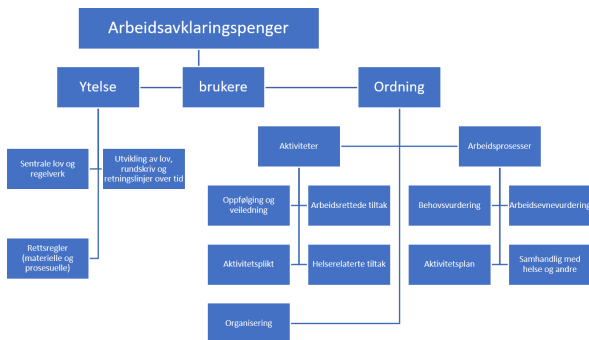 Arbeidsavklaringspenger
Ytelse
brukere
Ordning
Aktiviteter
Arbeidsprosesser
Sentrale lov og
regelverk
Utvikling av lov,
rundskriv og
retningslinjer over tid
Oppfølging og
veiledning
Arbeidsrettede tiltak
Behovsvurdering
Arbeidsevnevurdering
Rettsregler
(materielle og
prosesuelle)
Aktivitetsplikt
Helserelaterte tiltak
Aktivitetsplan
Samhandlig med
helse og andre
Organisering